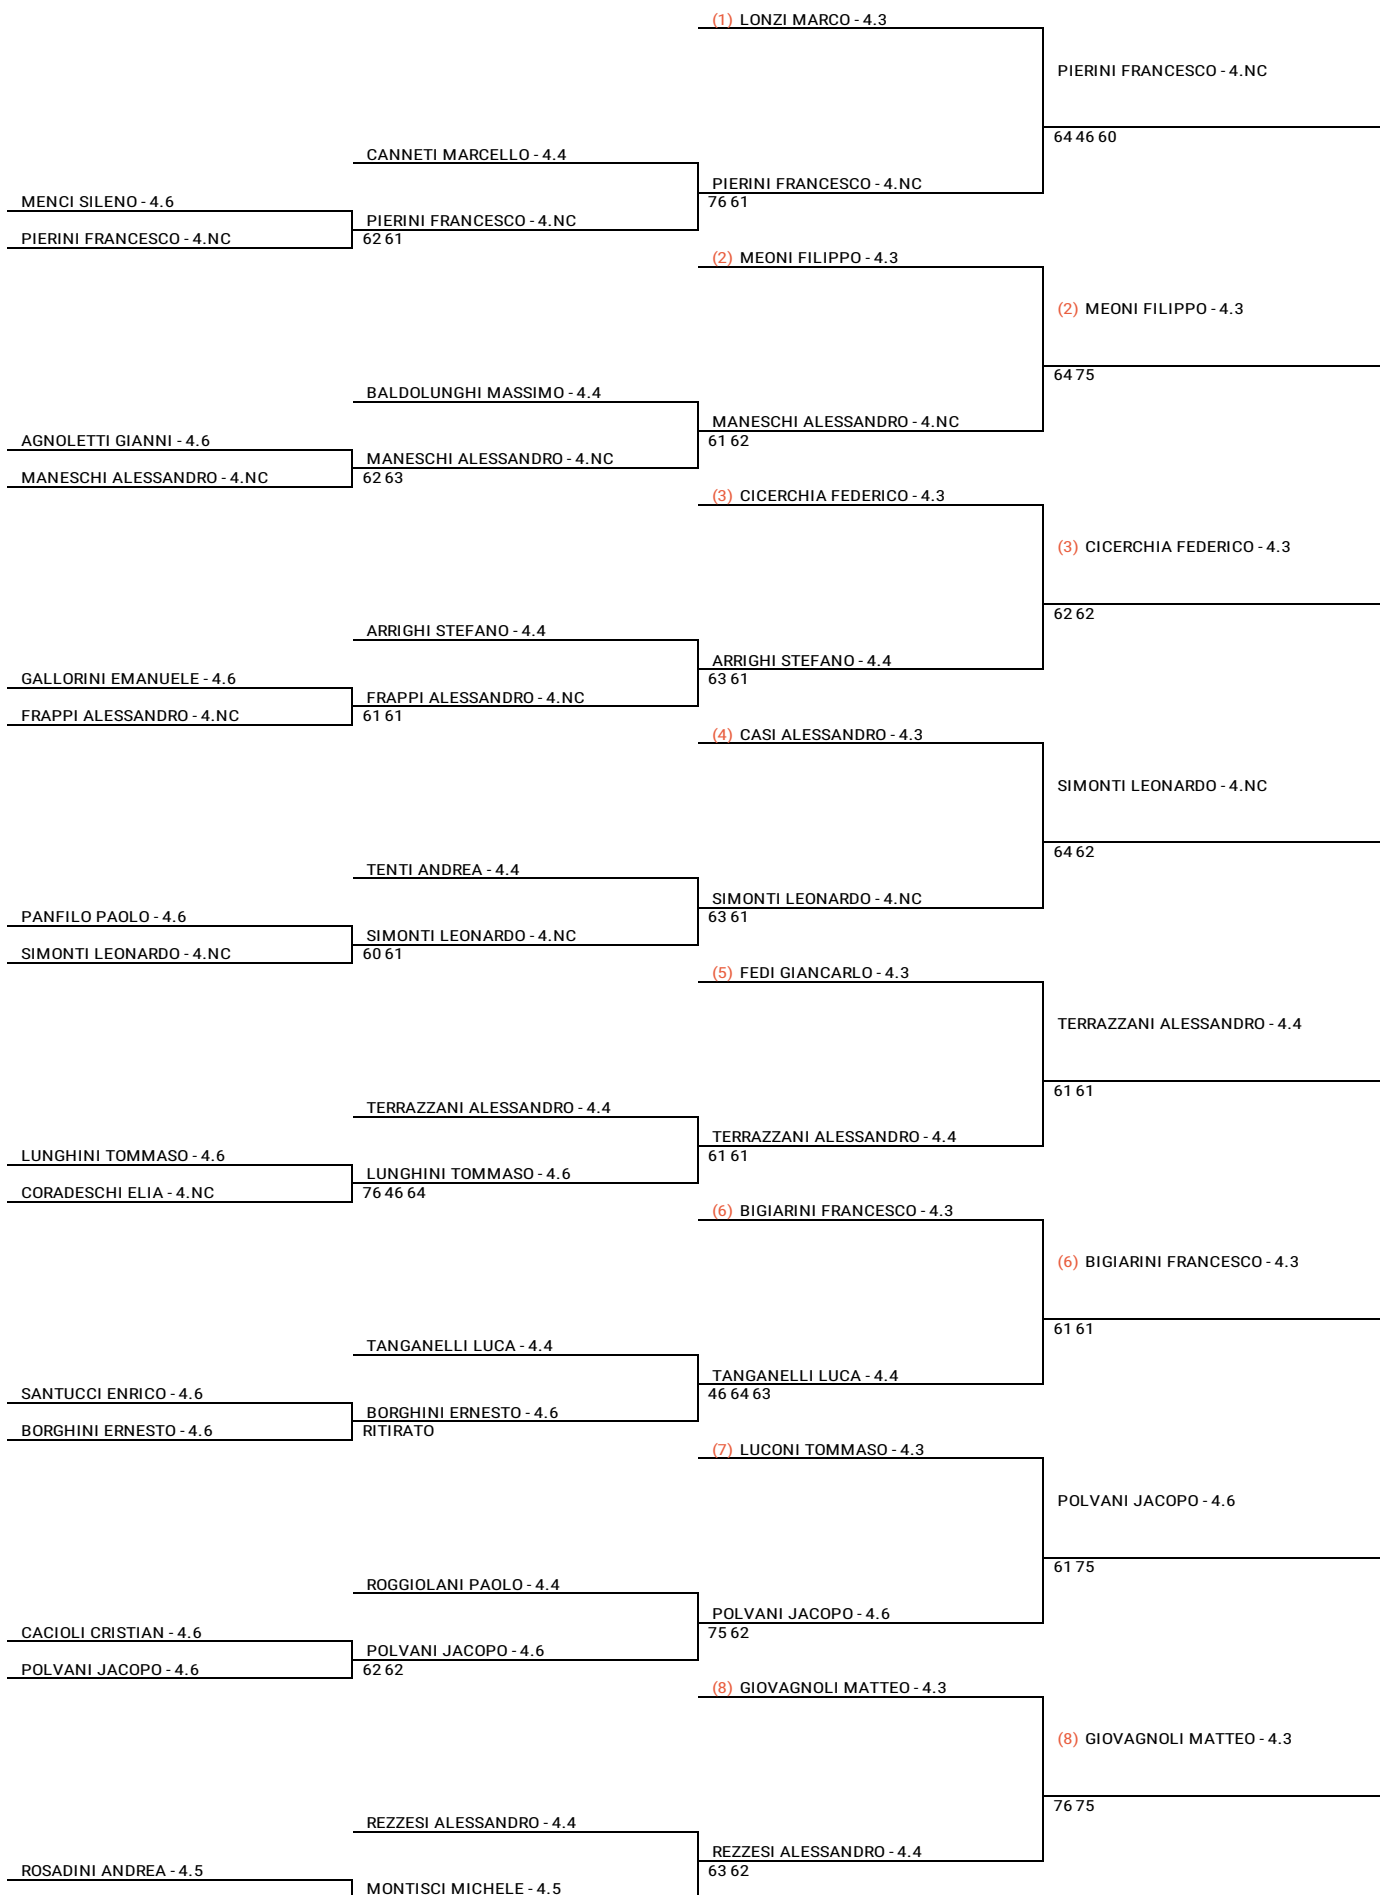 (1) LONZI MARCO - 4.3
PIERINI FRANCESCO - 4.NC
64 46 60
CANNETI MARCELLO - 4.4
PIERINI FRANCESCO - 4.NC
76 61
MENCI SILENO - 4.6
PIERINI FRANCESCO - 4.NC
62 61
PIERINI FRANCESCO - 4.NC
(2) MEONI FILIPPO - 4.3
(2) MEONI FILIPPO - 4.3
64 75
BALDOLUNGHI MASSIMO - 4.4
MANESCHI ALESSANDRO - 4.NC
61 62
AGNOLETTI GIANNI - 4.6
MANESCHI ALESSANDRO - 4.NC
62 63
MANESCHI ALESSANDRO - 4.NC
(3) CICERCHIA FEDERICO - 4.3
(3) CICERCHIA FEDERICO - 4.3
62 62
ARRIGHI STEFANO - 4.4
ARRIGHI STEFANO - 4.4
63 61
GALLORINI EMANUELE - 4.6
FRAPPI ALESSANDRO - 4.NC
61 61
FRAPPI ALESSANDRO - 4.NC
(4) CASI ALESSANDRO - 4.3
SIMONTI LEONARDO - 4.NC
64 62
TENTI ANDREA - 4.4
SIMONTI LEONARDO - 4.NC
63 61
PANFILO PAOLO - 4.6
SIMONTI LEONARDO - 4.NC
60 61
SIMONTI LEONARDO - 4.NC
(5) FEDI GIANCARLO - 4.3
TERRAZZANI ALESSANDRO - 4.4
61 61
TERRAZZANI ALESSANDRO - 4.4
TERRAZZANI ALESSANDRO - 4.4
61 61
LUNGHINI TOMMASO - 4.6
LUNGHINI TOMMASO - 4.6
76 46 64
CORADESCHI ELIA - 4.NC
(6) BIGIARINI FRANCESCO - 4.3
(6) BIGIARINI FRANCESCO - 4.3
61 61
TANGANELLI LUCA - 4.4
TANGANELLI LUCA - 4.4
46 64 63
SANTUCCI ENRICO - 4.6
BORGHINI ERNESTO - 4.6
RITIRATO
BORGHINI ERNESTO - 4.6
(7) LUCONI TOMMASO - 4.3
POLVANI JACOPO - 4.6
61 75
ROGGIOLANI PAOLO - 4.4
POLVANI JACOPO - 4.6
75 62
CACIOLI CRISTIAN - 4.6
POLVANI JACOPO - 4.6
62 62
POLVANI JACOPO - 4.6
(8) GIOVAGNOLI MATTEO - 4.3
(8) GIOVAGNOLI MATTEO - 4.3
76 75
REZZESI ALESSANDRO - 4.4
REZZESI ALESSANDRO - 4.4
63 62
ROSADINI ANDREA - 4.5
MONTISCI MICHELE - 4.5